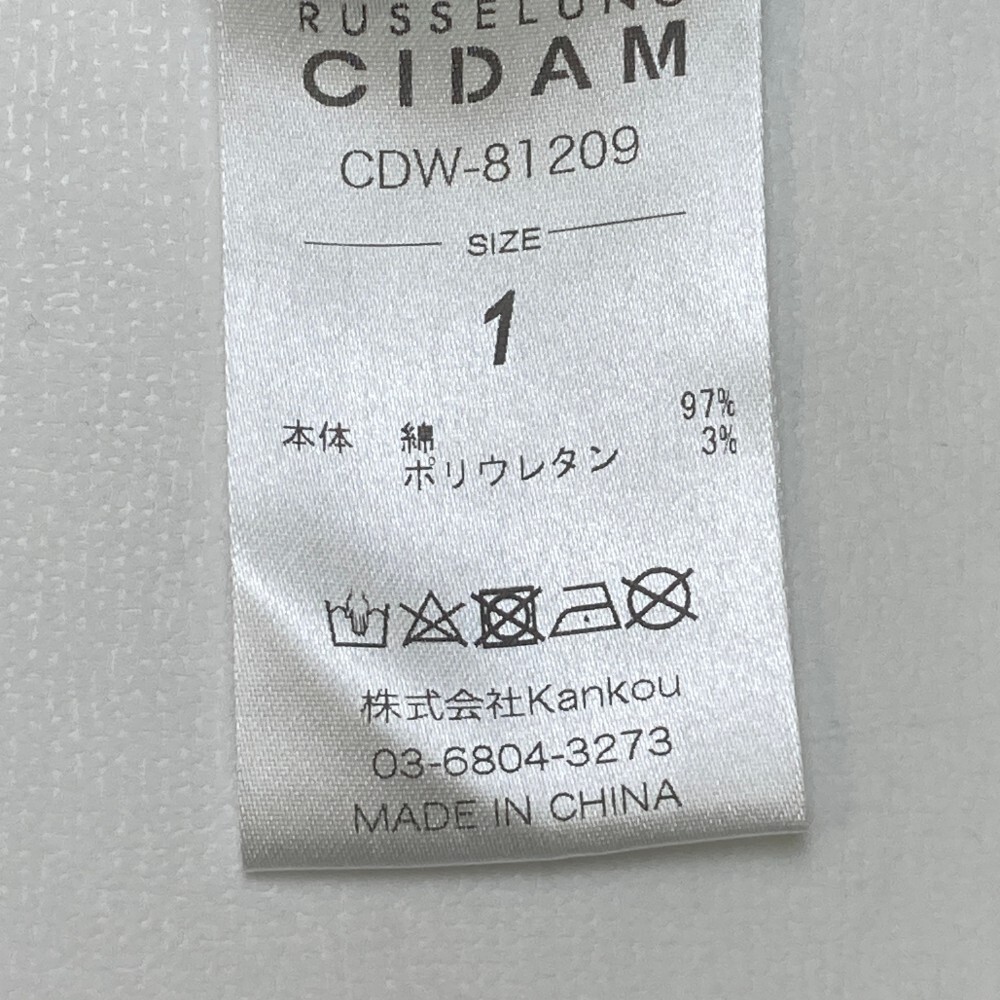 RUSSELUNO
CIDAM
CDW-81209
SIZE
1
本体 綿 97%
ポリウレタン 3%
株式会社Kankou
03-6804-3273
MADE IN CHINA